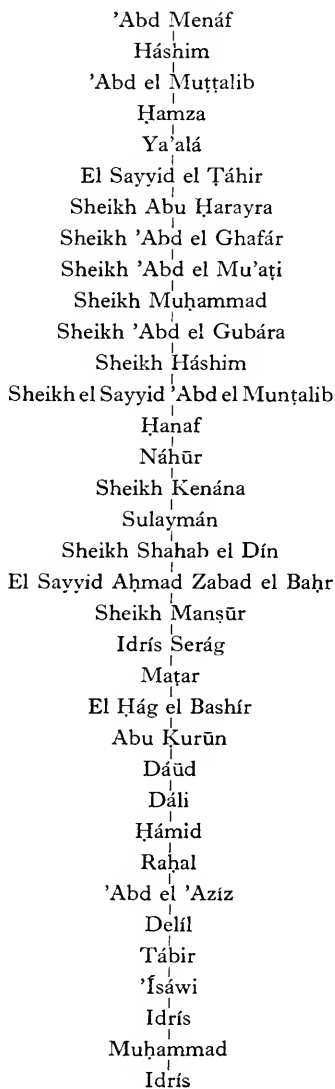 ’Abd Menáf
Háshim
’Abd el Muṭṭalib
Ḥamza
Ya’alá
El Sayyid el Ṭáhir
Sheikh Abu Ḥarayra
Sheikh ’Abd el Ghafár
Sheikh ’Abd el Mu’aṭi
Sheikh Muḥammad
Sheikh ’Abd el Gubára
Sheikh Háshim
Sheikh el Sayyid ’Abd el Munṭalib
Ḥanaf
Náhūr
Sheikh Kenána
Sulaymán
Sheikh Shahab el Dín
El Sayyid Aḥmad Zabad el Baḥr
Sheikh Manṣūr
Idrís Serág
Maṭar
El Ḥág el Bashír
Abu Ḳurūn
Dáūd
Dáli
Ḥámid
Raḥal
’Abd el ’Azíz
Delíl
Tábir
’Ísáwi
Idrís
Muḥammad
Idrís